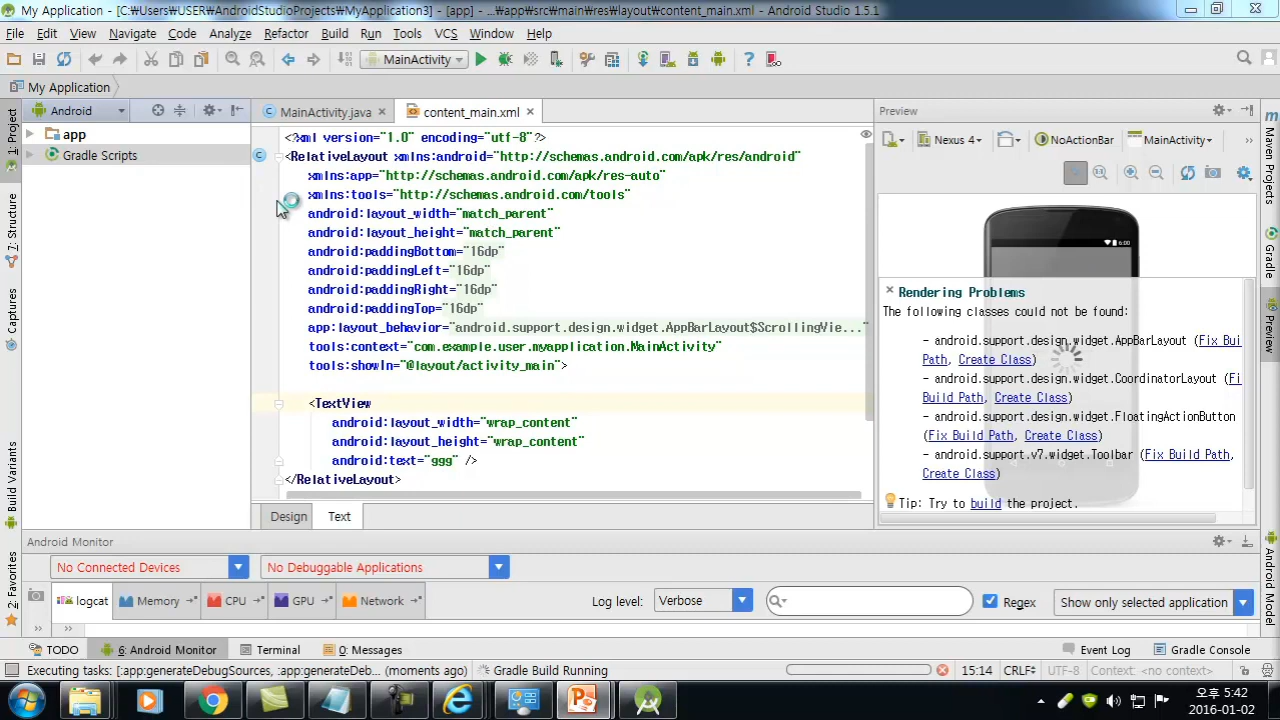 My Application - [C:₩Users₩USER₩AndroidStudioProjects₩MyApplication3] - [app] - ...₩app₩src₩main₩res₩layout₩content_main.xml - Android Studio 1.5.1
File Edit View Navigate Code Analyze Refactor Build Run Tools VCS Window Help
MainActivity
My Application
Android
MainActivity.java
content_main.xml
Preview
1: Project
7: Structure
Captures
Build Variants
2: Favorites
app
Gradle Scripts
<?xml version="1.0" encoding="utf-8"?>
<RelativeLayout xmlns:android="http://schemas.android.com/apk/res/android"
xmlns:app="http://schemas.android.com/apk/res-auto"
xmlns:tools="http://schemas.android.com/tools"
android:layout_width="match_parent"
android:layout_height="match_parent"
android:paddingBottom="16dp"
android:paddingLeft="16dp"
android:paddingRight="16dp"
android:paddingTop="16dp"
app:layout_behavior="android.support.design.widget.AppBarLayout$ScrollingVie..."
tools:context="com.example.user.myapplication.MainActivity"
tools:showIn="@layout/activity_main">
<TextView
android:layout_width="wrap_content"
android:layout_height="wrap_content"
android:text="ggg" />
</RelativeLayout>
Design Text
Nexus 4 NoActionBar MainActivity
6:00
Rendering Problems
The following classes could not be found:
- android.support.design.widget.AppBarLayout (Fix Bui
Path, Create Class)
- android.support.design.widget.CoordinatorLayout (Fi
Build Path, Create Class)
- android.support.design.widget.FloatingActionButton
(Fix Build Path, Create Class)
- android.support.v7.widget.Toolbar (Fix Build Path,
Create Class)
Tip: Try to build the project.
Maven Projects
Gradle
Preview
Android Model
Android Monitor
No Connected Devices
No Debuggable Applications
logcat Memory CPU GPU Network
Log level: Verbose
Regex
Show only selected application
TODO 6: Android Monitor Terminal 0: Messages Event Log Gradle Console
Executing tasks: [:app:generateDebugSources, :app:generateDeb... (moments ago) Gradle Build Running 15:14 CRLF UTF-8 Context: <no context>
오후 5:42
2016-01-02